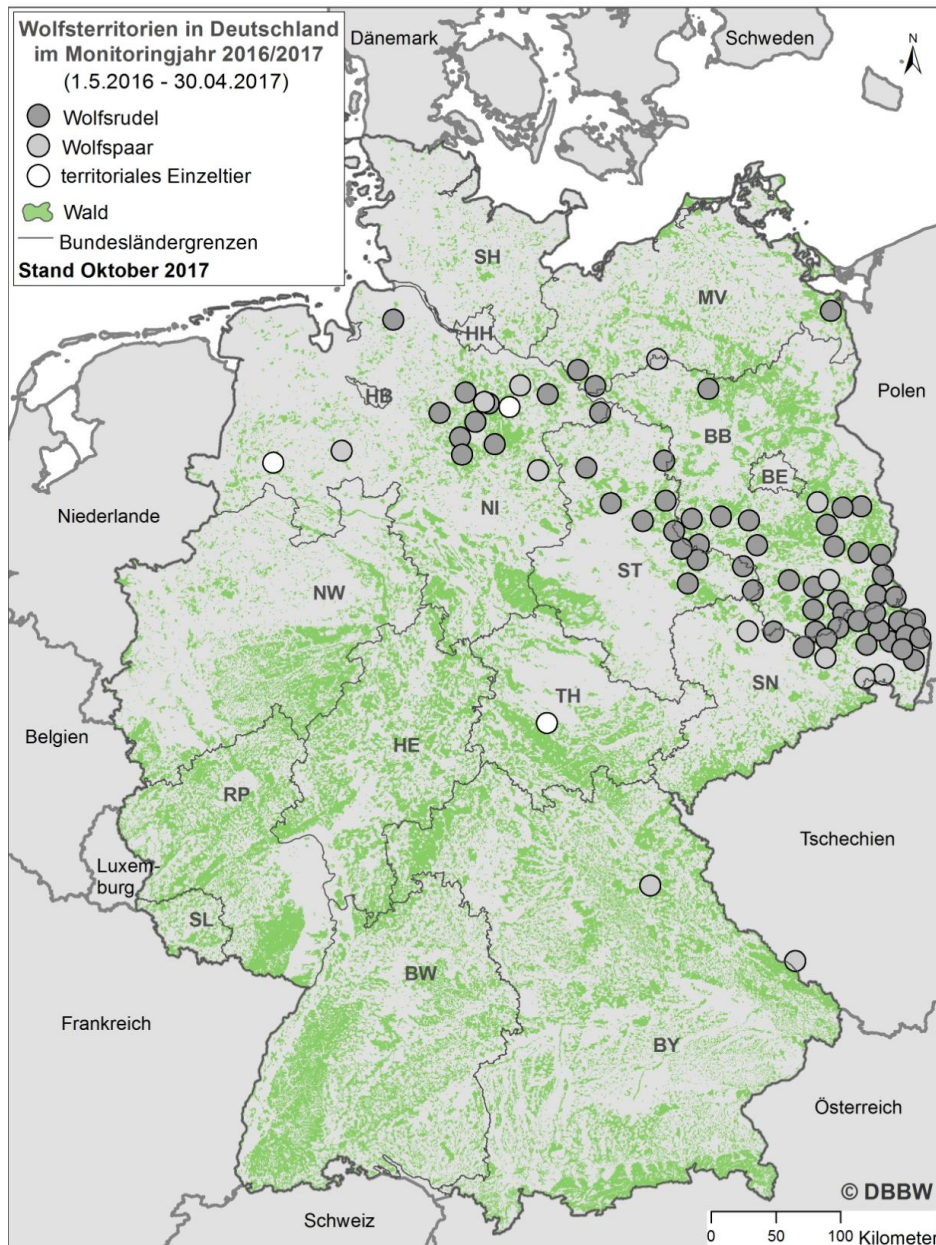 Wolfsterritorien in Deutschland
im Monitoringjahr 2016/2017
(1.5.2016 - 30.04.2017)
Wolfsrudel
Wolfspaar
territoriales Einzeltier
Wald
Bundesländergrenzen
Stand Oktober 2017
Dänemark
Schweden
N
SH
MV
HH
HB
Polen
BB
BE
Niederlande
NI
ST
NW
SN
TH
Belgien
HE
RP
Tschechien
Luxem-
burg
SL
BW
Frankreich
BY
Österreich
© DBBW
Schweiz
0 50 100
Kilometer